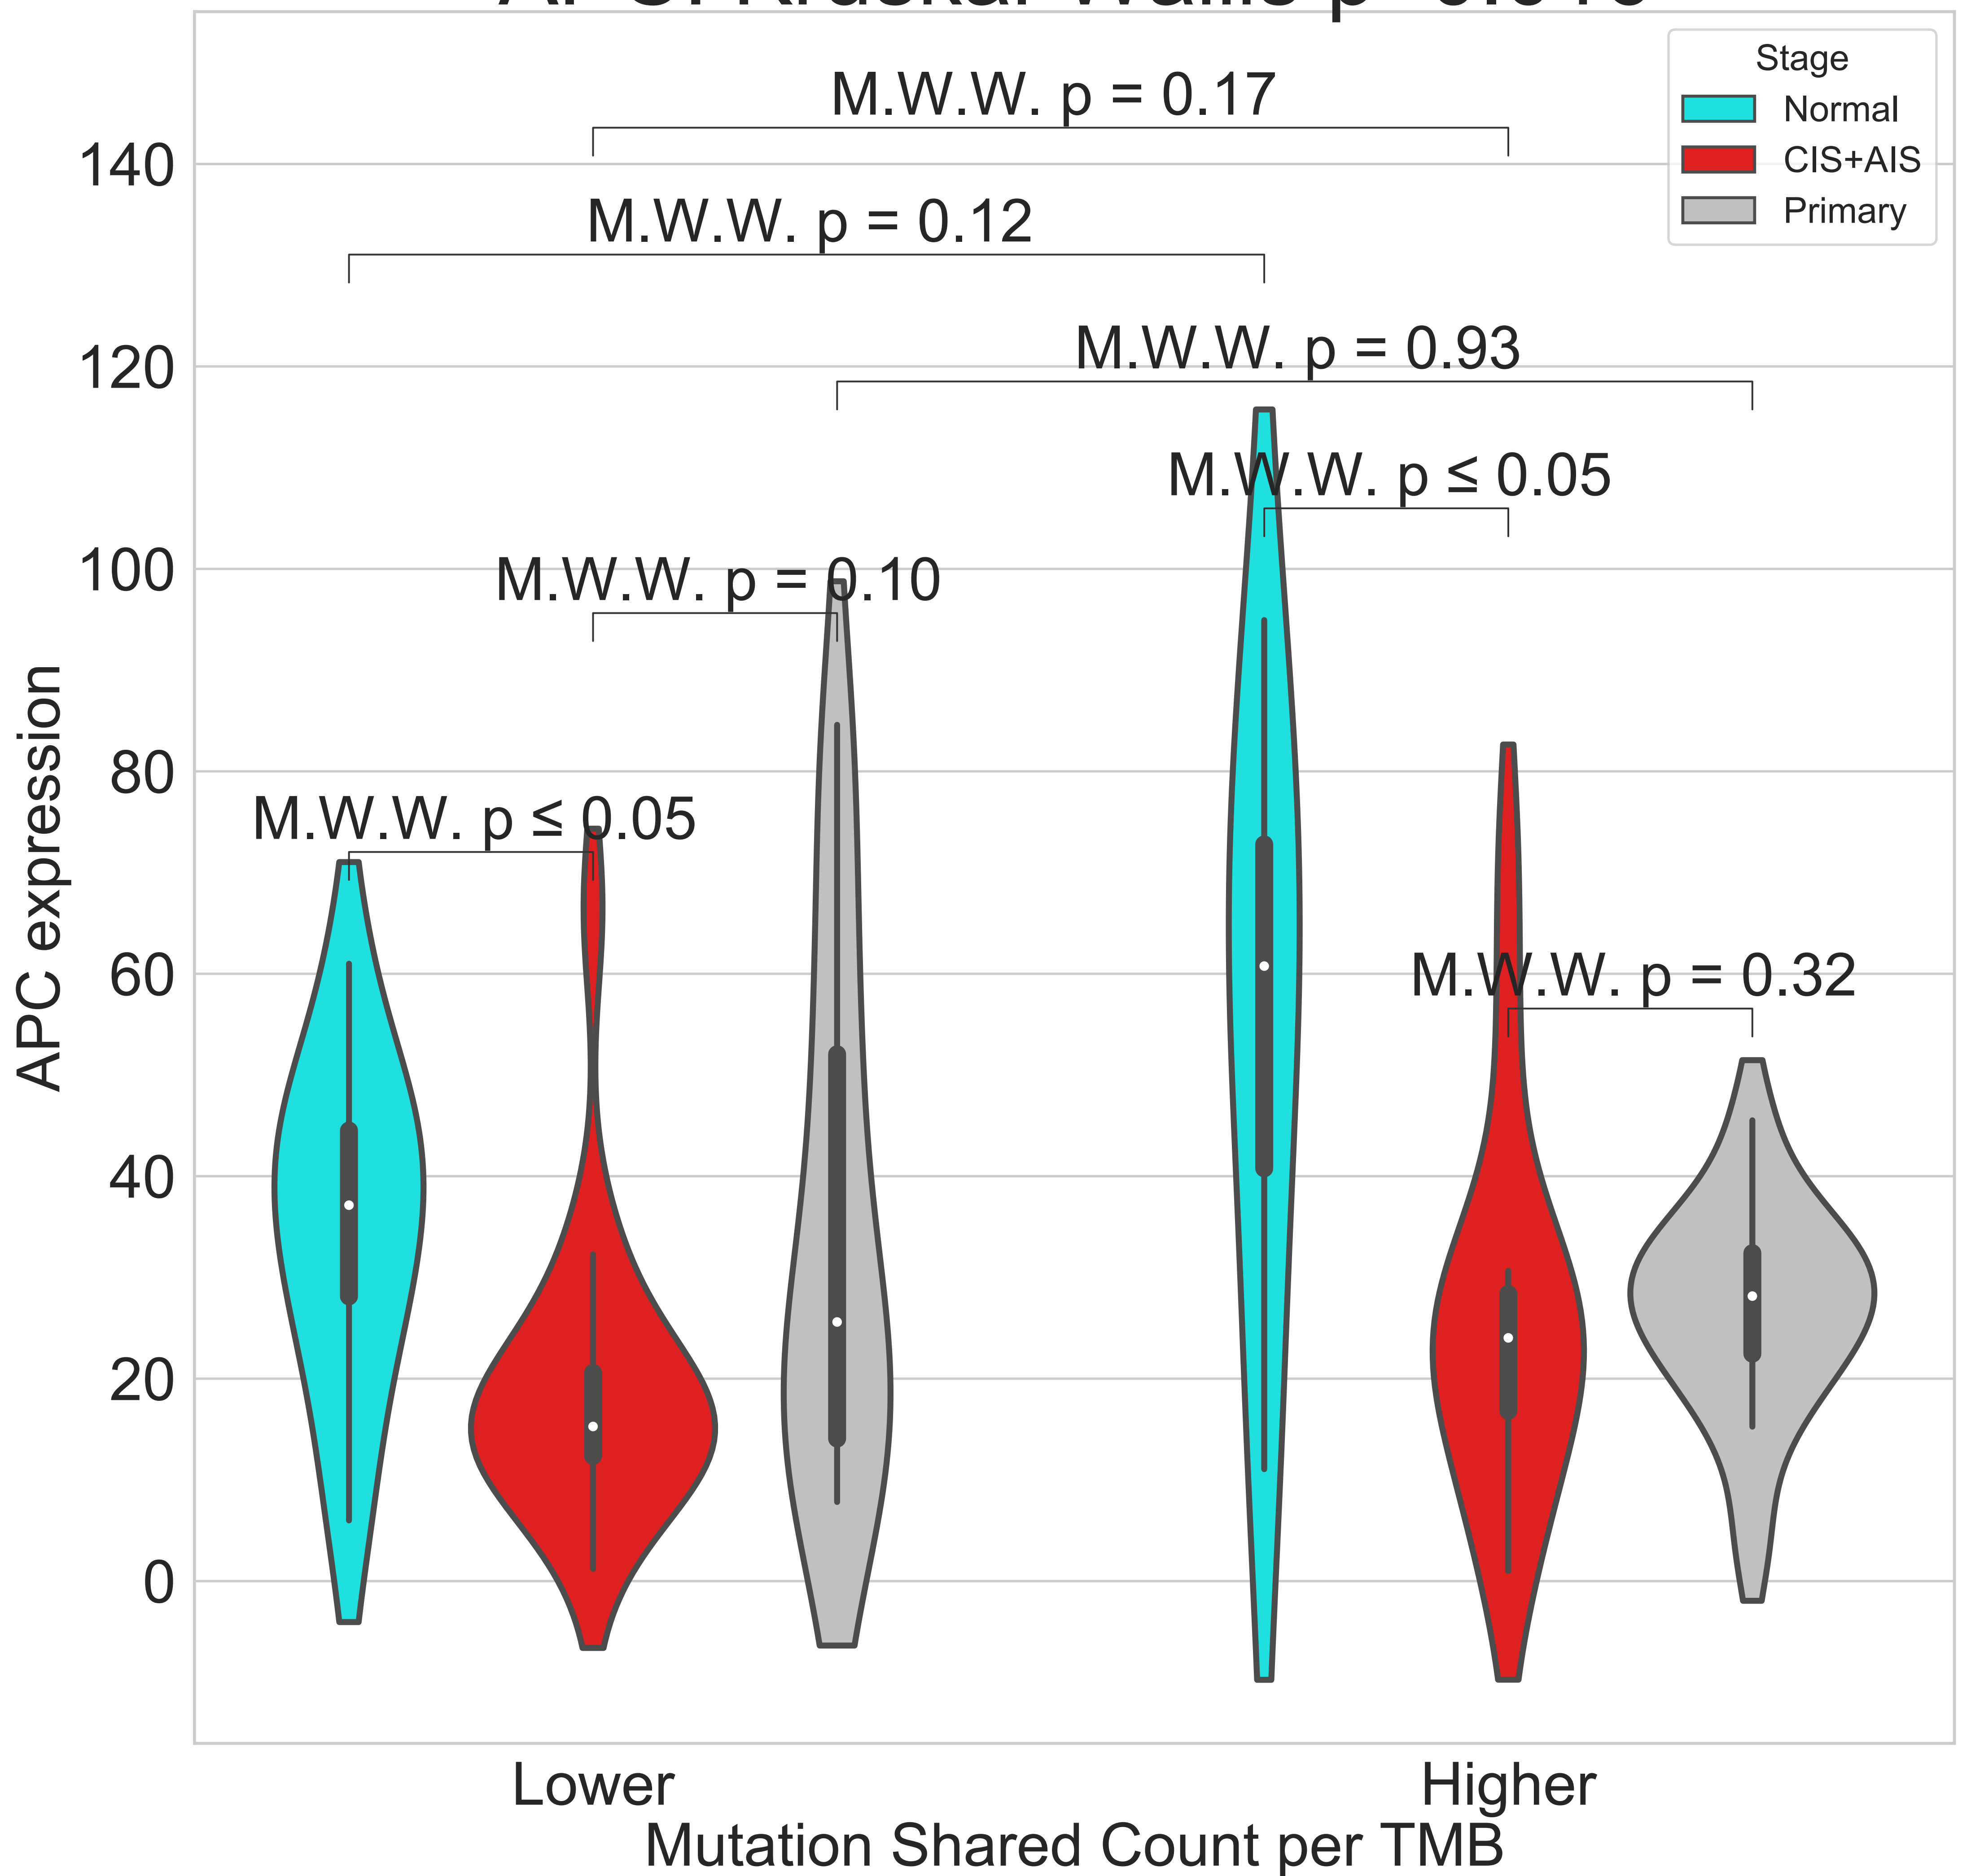 Stage
Normal
CIS+AIS
Primary
M.W.W. p = 0.17
M.W.W. p = 0.12
M.W.W. p = 0.93
M.W.W. p ≤ 0.05
M.W.W. p = 0.10
M.W.W. p ≤ 0.05
M.W.W. p = 0.32
140
120
100
80
60
40
20
0
APC expression
Lower
Higher
Mutation Shared Count per TMB